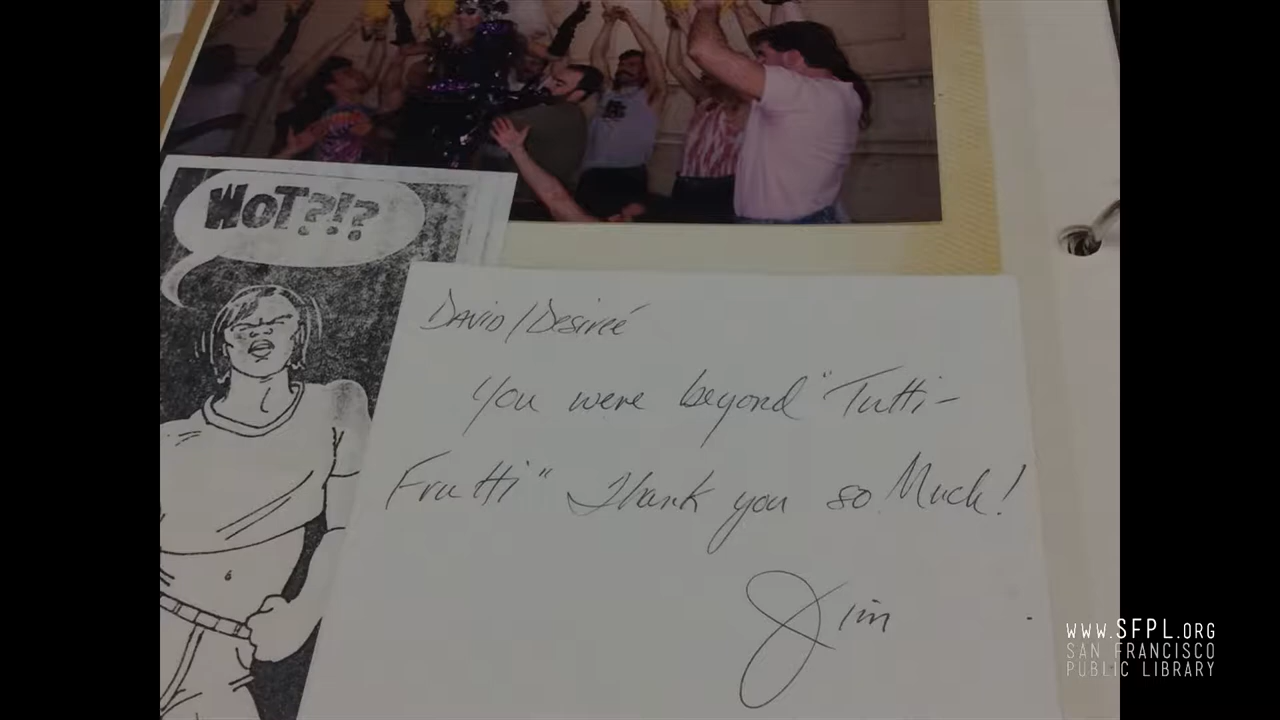 WOT?!?
DAVID/Desireé
You were beyond "Tutti-
Frutti" Thank you so Much!
Jim
WWW.SFPL.ORG
SAN FRANCISCO
PUBLIC LIBRARY